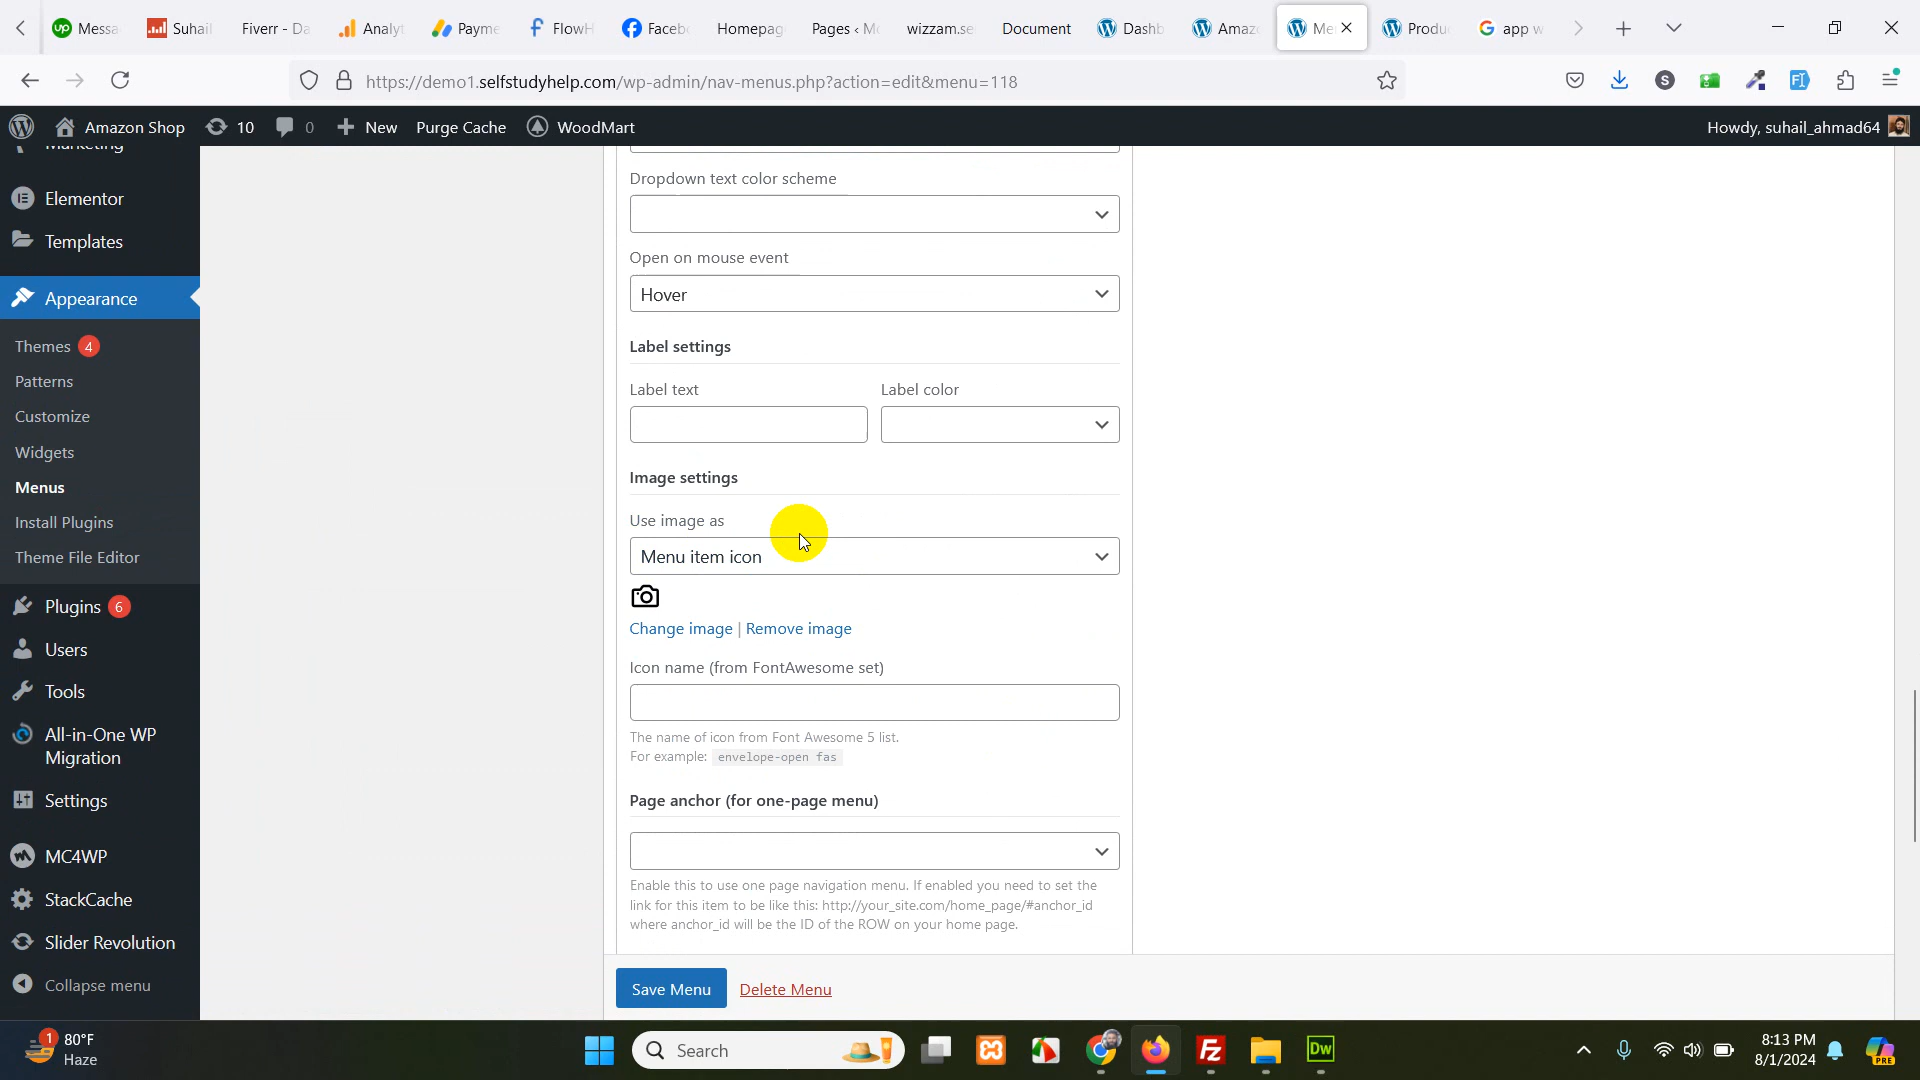 Messa
Suhail
Fiverr - Da
Analyt
Payme
FlowH
Facebo
Homepag
Pages ‹ Mo
wizzam.se
Document
Dashb
Amazo
Me
Produ
app w
https://demo1.selfstudyhelp.com/wp-admin/nav-menus.php?action=edit&menu=118
Amazon Shop
10
0
New
Purge Cache
WoodMart
Howdy, suhail_ahmad64
Marketing
Elementor
Templates
Appearance
Themes 4
Patterns
Customize
Widgets
Menus
Install Plugins
Theme File Editor
Plugins 6
Users
Tools
All-in-One WP
Migration
Settings
MC4WP
StackCache
Slider Revolution
Collapse menu
Dropdown text color scheme
Open on mouse event
Hover
Label settings
Label text
Label color
Image settings
Use image as
Menu item icon
Change image | Remove image
Icon name (from FontAwesome set)
The name of icon from Font Awesome 5 list.
For example: envelope-open fas
Page anchor (for one-page menu)
Enable this to use one page navigation menu. If enabled you need to set the
link for this item to be like this: http://your_site.com/home_page/#anchor_id
where anchor_id will be the ID of the ROW on your home page.
Save Menu
Delete Menu
1
80°F
Haze
Search
Dw
8:13 PM
8/1/2024
PRE